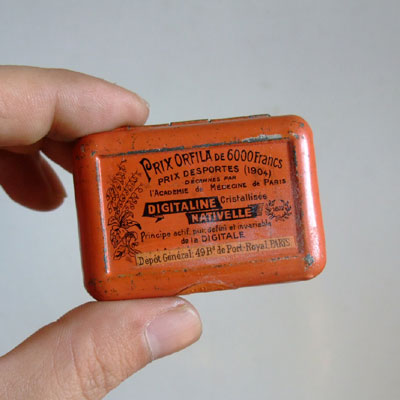 PRIX ORFILA DE 6000 FRANCS
PRIX DESPORTES (1904)
DÉCERNÉS PAR
L'ACADÉMIE de MÉDECINE DE PARIS
DIGITALINE Cristallisée
NATIVELLE
Principe actif, pur, défini et invariable
de la DIGITALE
Dépôt Général: 49 Bd de Port-Royal, PARIS